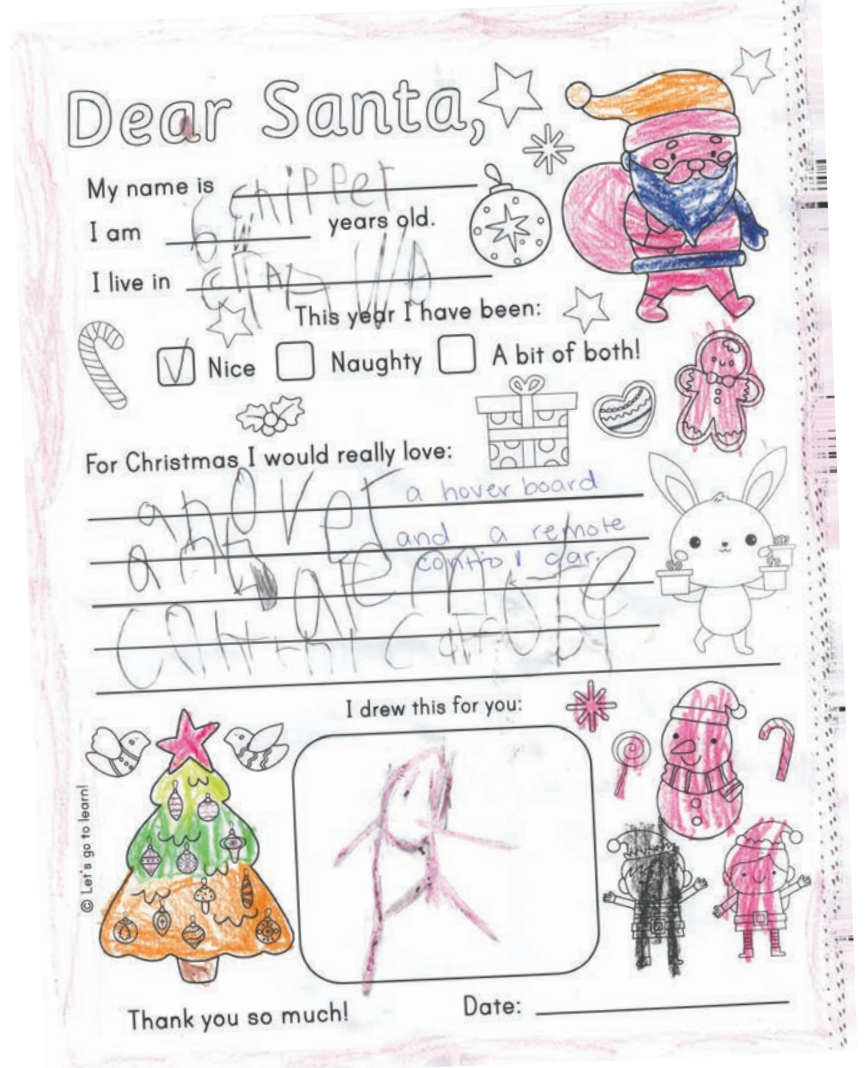 Dear Santa,
My name is
I am 6 years old.
I live in
This year I have been:
Nice Naughty A bit of both!
For Christmas I would really love:
a hover board
and a remote
control car.
a hover
I drew this for you:
© Let's go to learn!
Thank you so much!
Date: